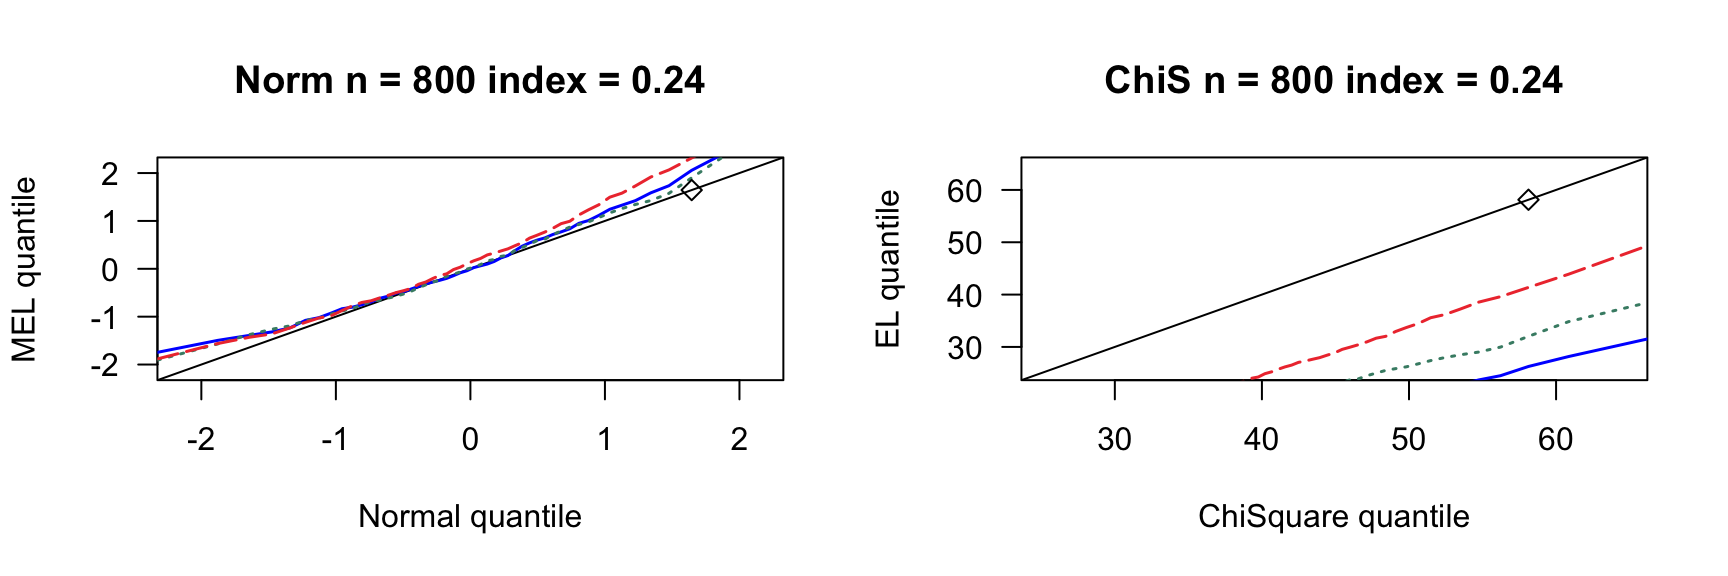 Norm n = 800 index = 0.24
MEL quantile
2
1
0
-1
-2
-2 -1 0 1 2
Normal quantile
ChiS n = 800 index = 0.24
EL quantile
60
50
40
30
30 40 50 60
ChiSquare quantile